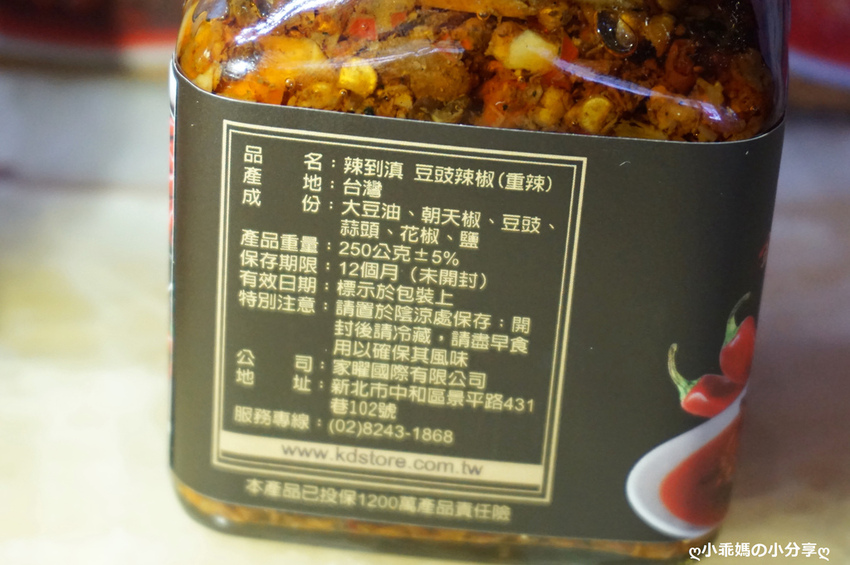 品名：辣到滇 豆豉辣椒(重辣)
產地：台灣
成份：大豆油、朝天椒、豆豉、
蒜頭、花椒、鹽
產品重量：250公克±5%
保存期限：12個月（未開封）
有效日期：標示於包裝上
特別注意：請置於陰涼處保存；開
封後請冷藏，請盡早食
用以確保其風味
公司：家曜國際有限公司
地址：新北市中和區景平路431
巷102號
服務專線：(02)8243-1868
www.kdstore.com.tw
本產品已投保1200萬產品責任險
ღ小乖媽の小分享ღ